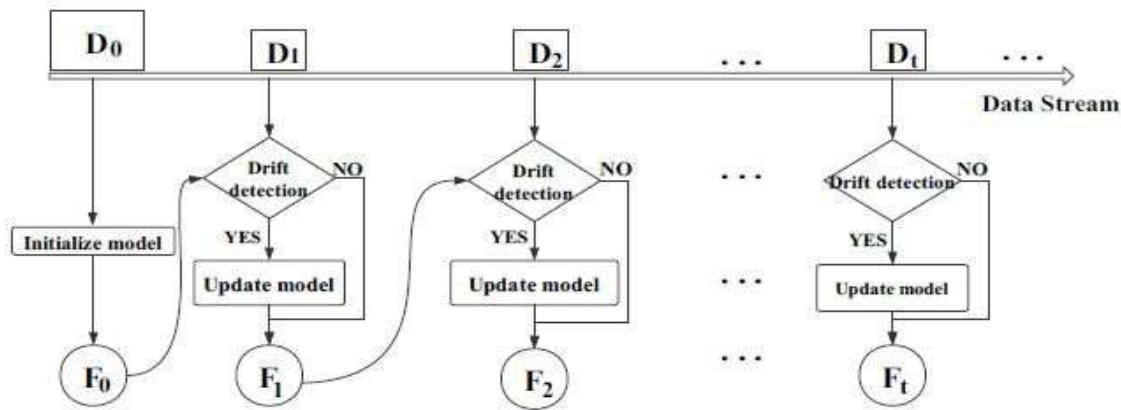 D0 D1 D2 ... Dt ...
Data Stream
Drift detection NO Drift detection NO ... Drift detection NO
Initialize model YES YES YES
Update model Update model ... Update model
F0 F1 F2 ... Ft